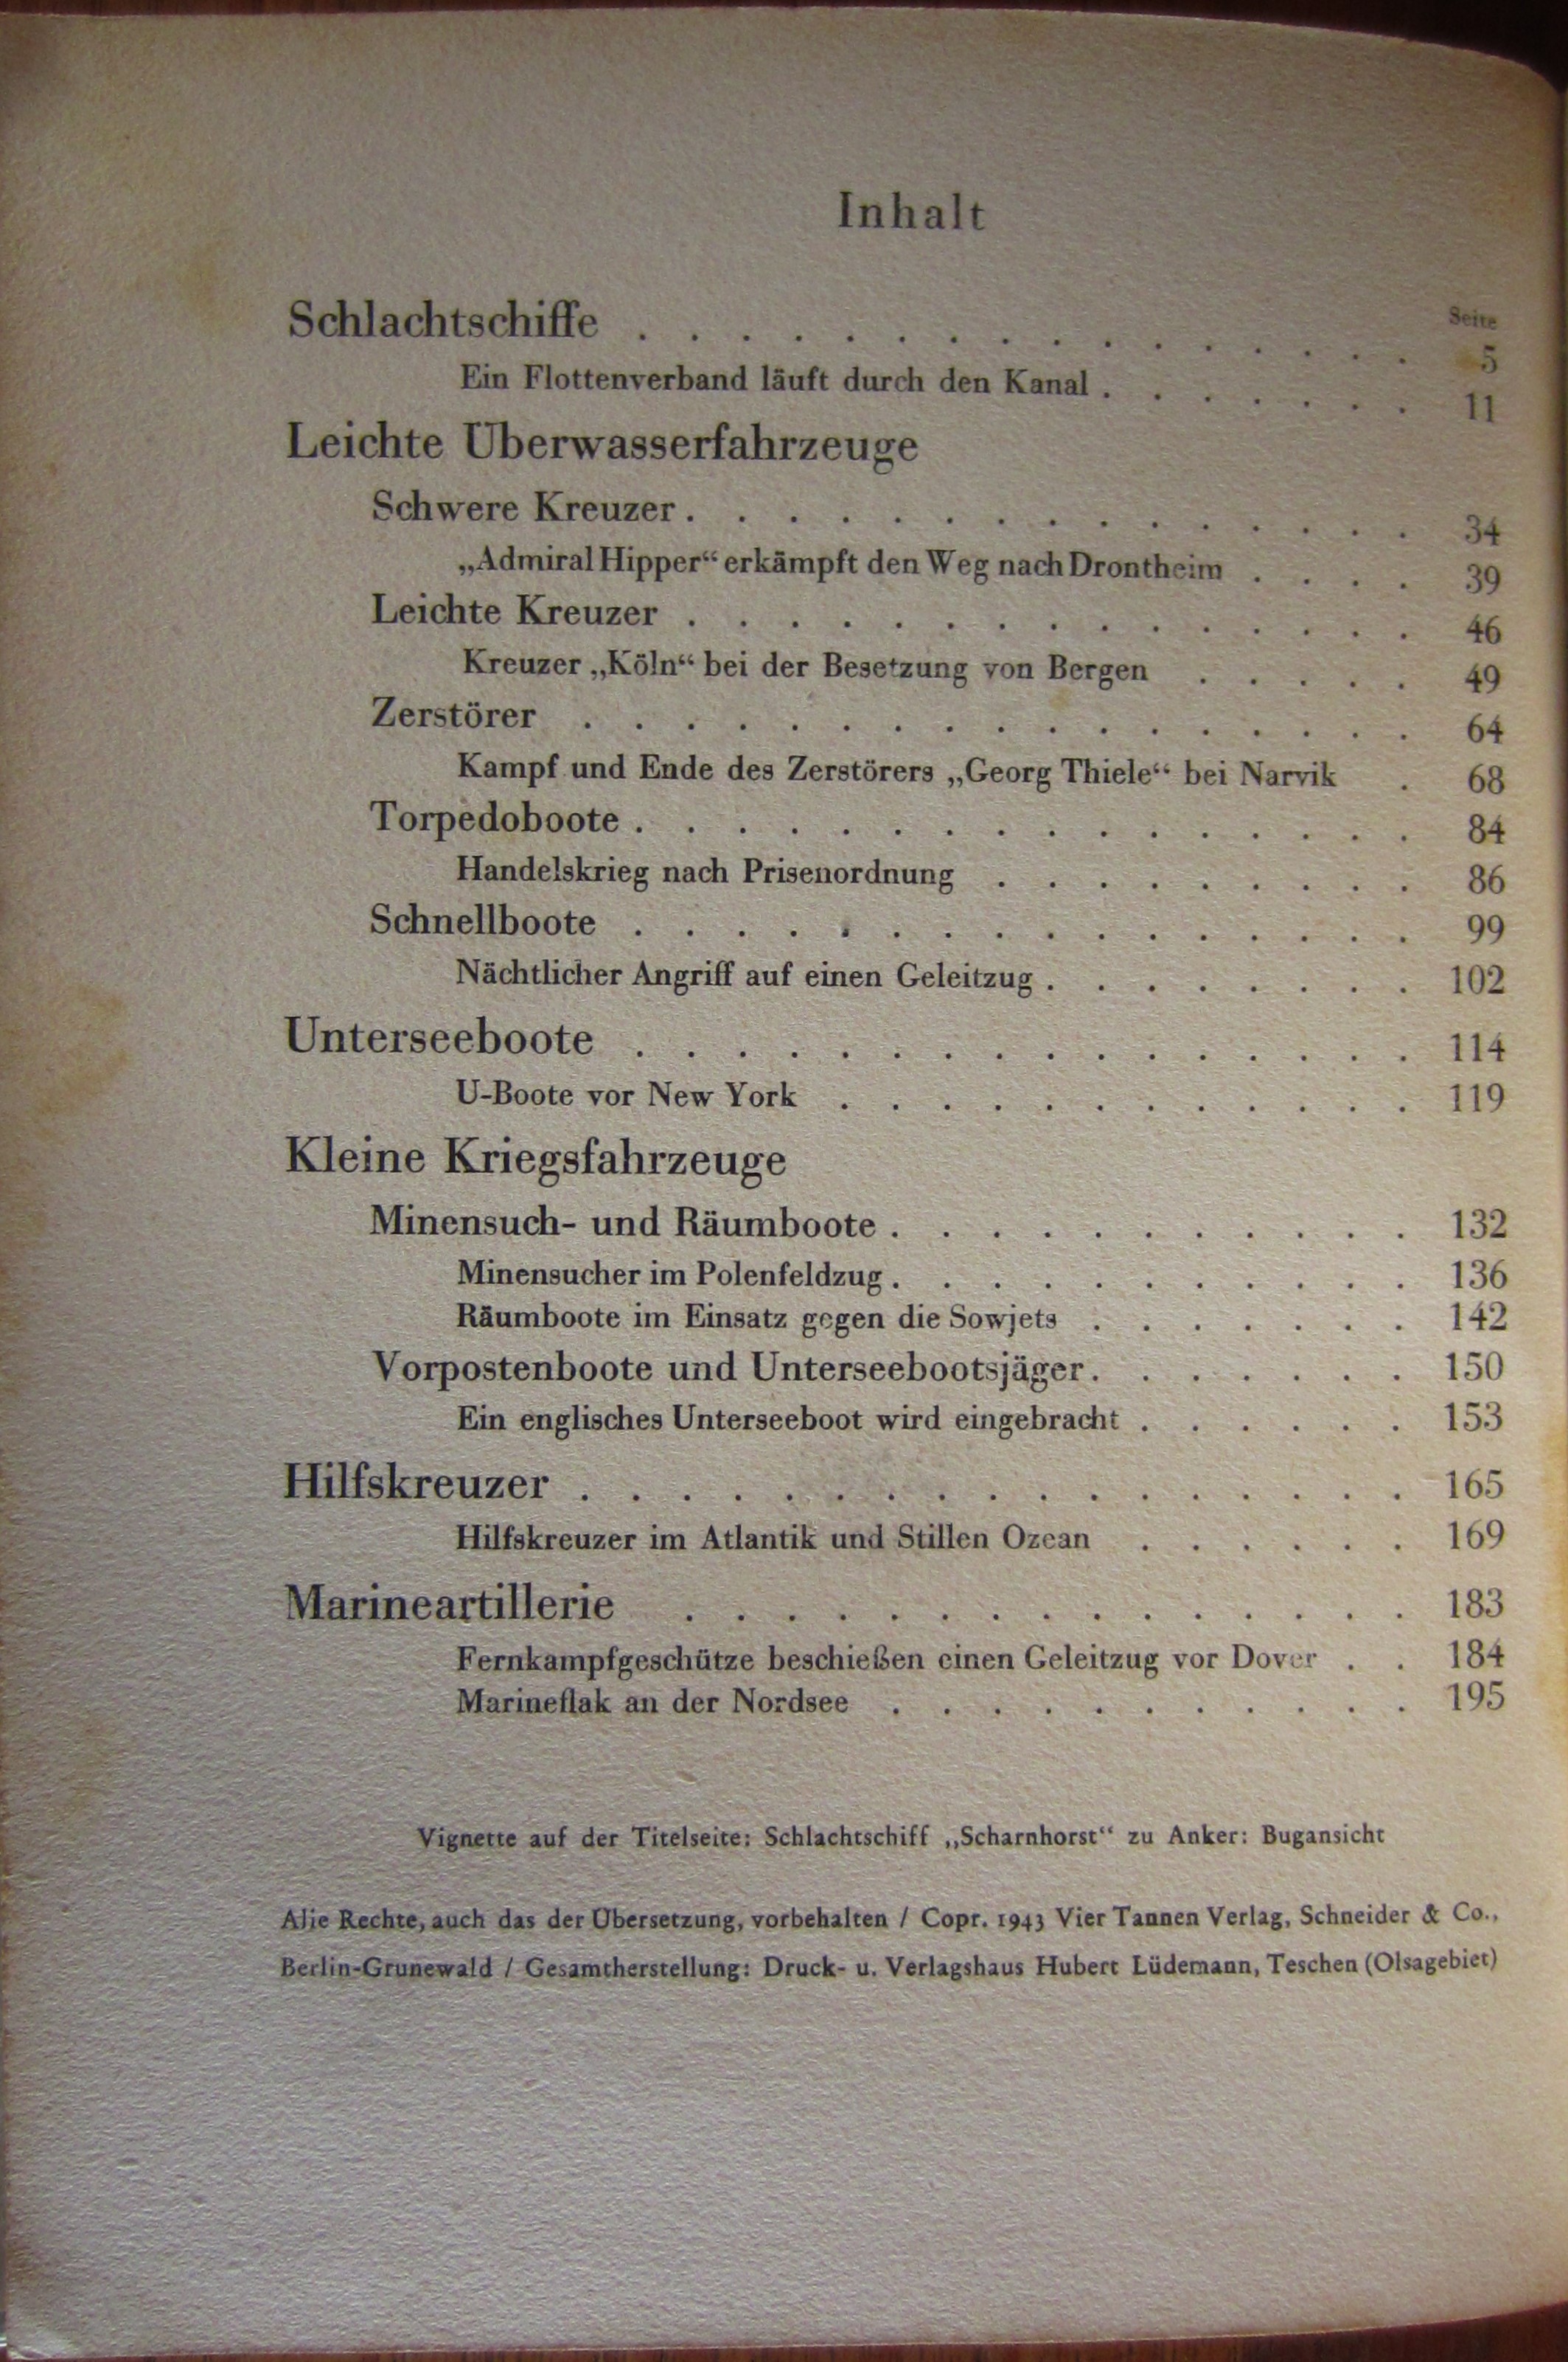 Inhalt
Seite
Schlachtschiffe . . . . . . . . . . . . . . . 5
Ein Flottenverband läuft durch den Kanal . . . . . . . 11
Leichte Überwasserfahrzeuge
Schwere Kreuzer . . . . . . . . . . . . . . . 34
„Admiral Hipper“ erkämpft den Weg nach Drontheim . . . . 39
Leichte Kreuzer . . . . . . . . . . . . . . . 46
Kreuzer „Köln“ bei der Besetzung von Bergen . . . . . 49
Zerstörer . . . . . . . . . . . . . . . . . 64
Kampf und Ende des Zerstörers „Georg Thiele“ bei Narvik . 68
Torpedoboote . . . . . . . . . . . . . . . . 84
Handelskrieg nach Prisenordnung . . . . . . . . . 86
Schnellboote . . . . . . . . . . . . . . . . 99
Nächtlicher Angriff auf einen Geleitzug . . . . . . . . 102
Unterseeboote . . . . . . . . . . . . . . . . 114
U-Boote vor New York . . . . . . . . . . . . 119
Kleine Kriegsfahrzeuge
Minensuch- und Räumboote . . . . . . . . . . . 132
Minensucher im Polenfeldzug . . . . . . . . . . . 136
Räumboote im Einsatz gegen die Sowjets . . . . . . . 142
Vorpostenboote und Unterseebootsjäger . . . . . . . 150
Ein englisches Unterseeboot wird eingebracht . . . . . . 153
Hilfskreuzer . . . . . . . . . . . . . . . . . 165
Hilfskreuzer im Atlantik und Stillen Ozean . . . . . . 169
Marineartillerie . . . . . . . . . . . . . . . 183
Fernkampfgeschütze beschießen einen Geleitzug vor Dover . . 184
Marineflak an der Nordsee . . . . . . . . . . . 195
Vignette auf der Titelseite: Schlachtschiff „Scharnhorst“ zu Anker: Bugansicht
Alle Rechte, auch das der Übersetzung, vorbehalten / Copr. 1943 Vier Tannen Verlag, Schneider & Co.,
Berlin-Grunewald / Gesamtherstellung: Druck- u. Verlagshaus Hubert Lüdemann, Teschen (Olsagebiet)